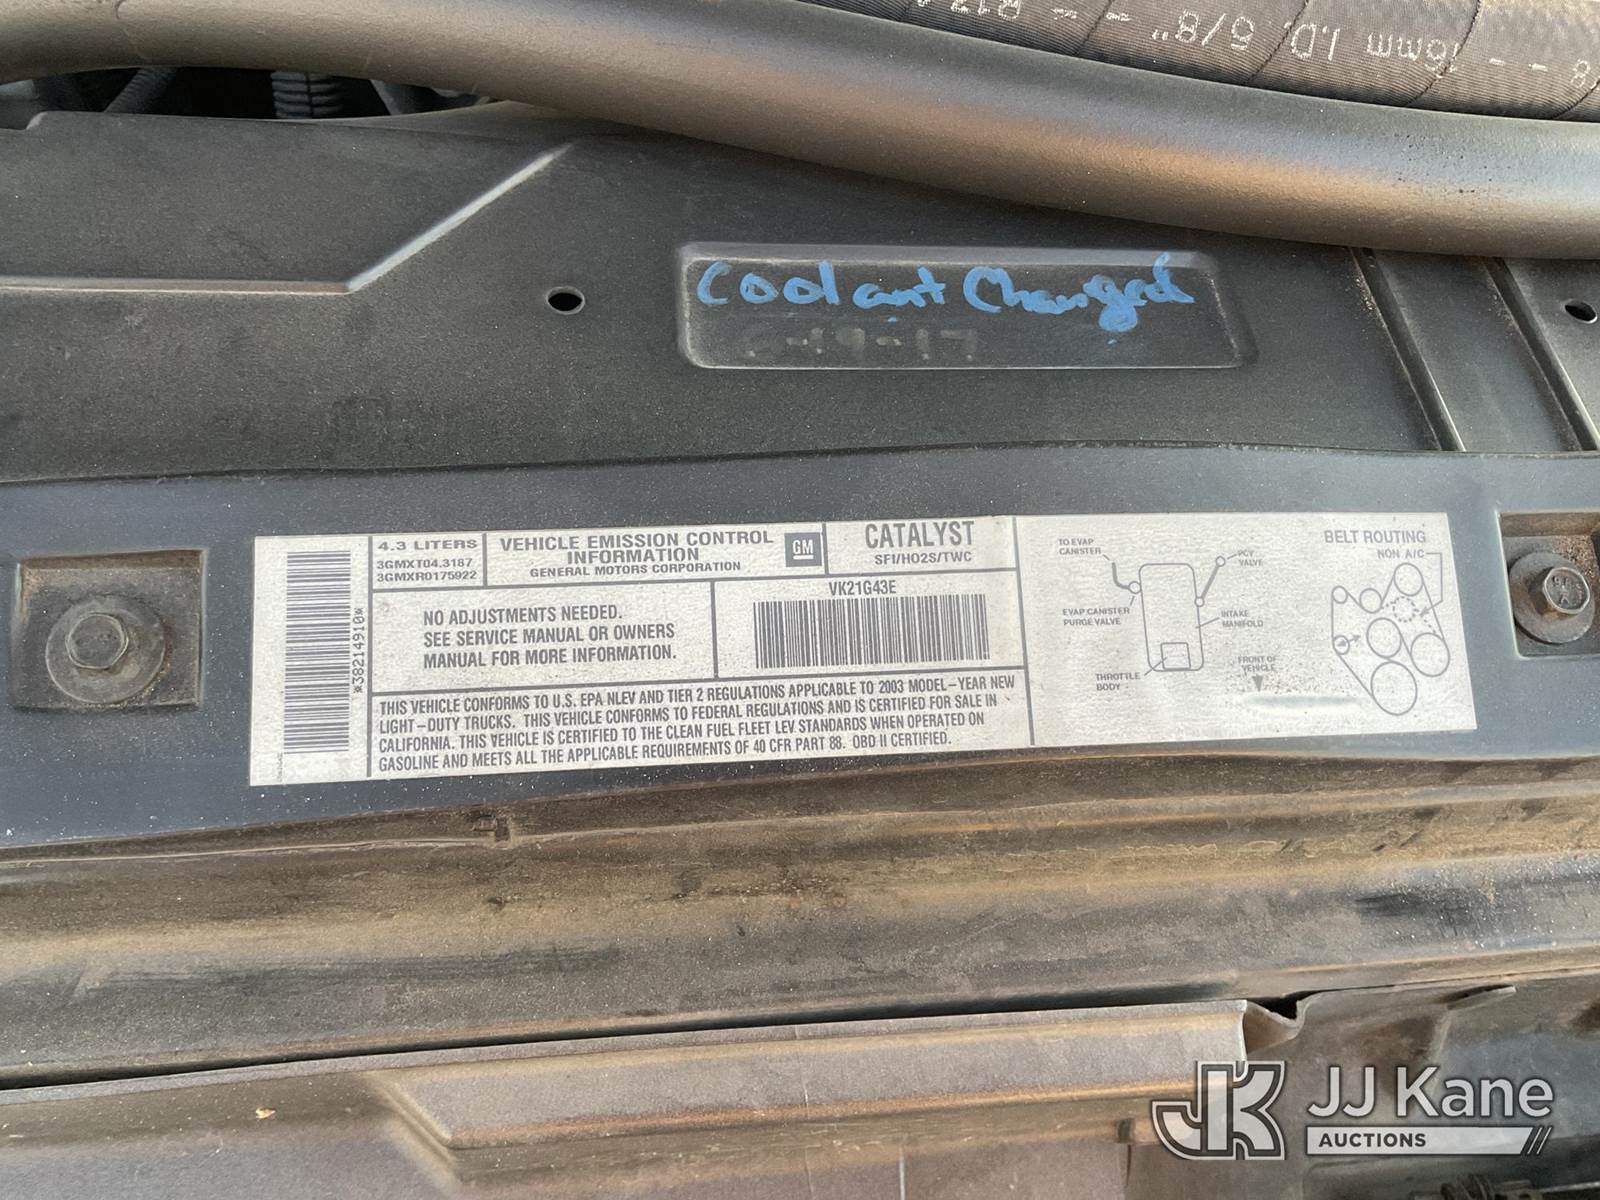 16mm I.D. 5/8" - - R134
Coolant Changed
6-19-17
4.3 LITERS
3GMXT04.3187
3GMXR0175922
VEHICLE EMISSION CONTROL
INFORMATION
GENERAL MOTORS CORPORATION
GM
CATALYST
SFI/HO2S/TWC
NO ADJUSTMENTS NEEDED.
SEE SERVICE MANUAL OR OWNERS
MANUAL FOR MORE INFORMATION.
VK21G43E
*38214910*
THIS VEHICLE CONFORMS TO U.S. EPA NLEV AND TIER 2 REGULATIONS APPLICABLE TO 2003 MODEL-YEAR NEW
LIGHT-DUTY TRUCKS. THIS VEHICLE CONFORMS TO FEDERAL REGULATIONS AND IS CERTIFIED FOR SALE IN
CALIFORNIA. THIS VEHICLE IS CERTIFIED TO THE CLEAN FUEL FLEET LEV STANDARDS WHEN OPERATED ON
GASOLINE AND MEETS ALL THE APPLICABLE REQUIREMENTS OF 40 CFR PART 88. OBD II CERTIFIED.
TO EVAP
CANISTER
PCV
VALVE
EVAP CANISTER
PURGE VALVE
INTAKE
MANIFOLD
THROTTLE
BODY
FRONT OF
VEHICLE
BELT ROUTING
NON A/C
JK
JJ Kane
AUCTIONS